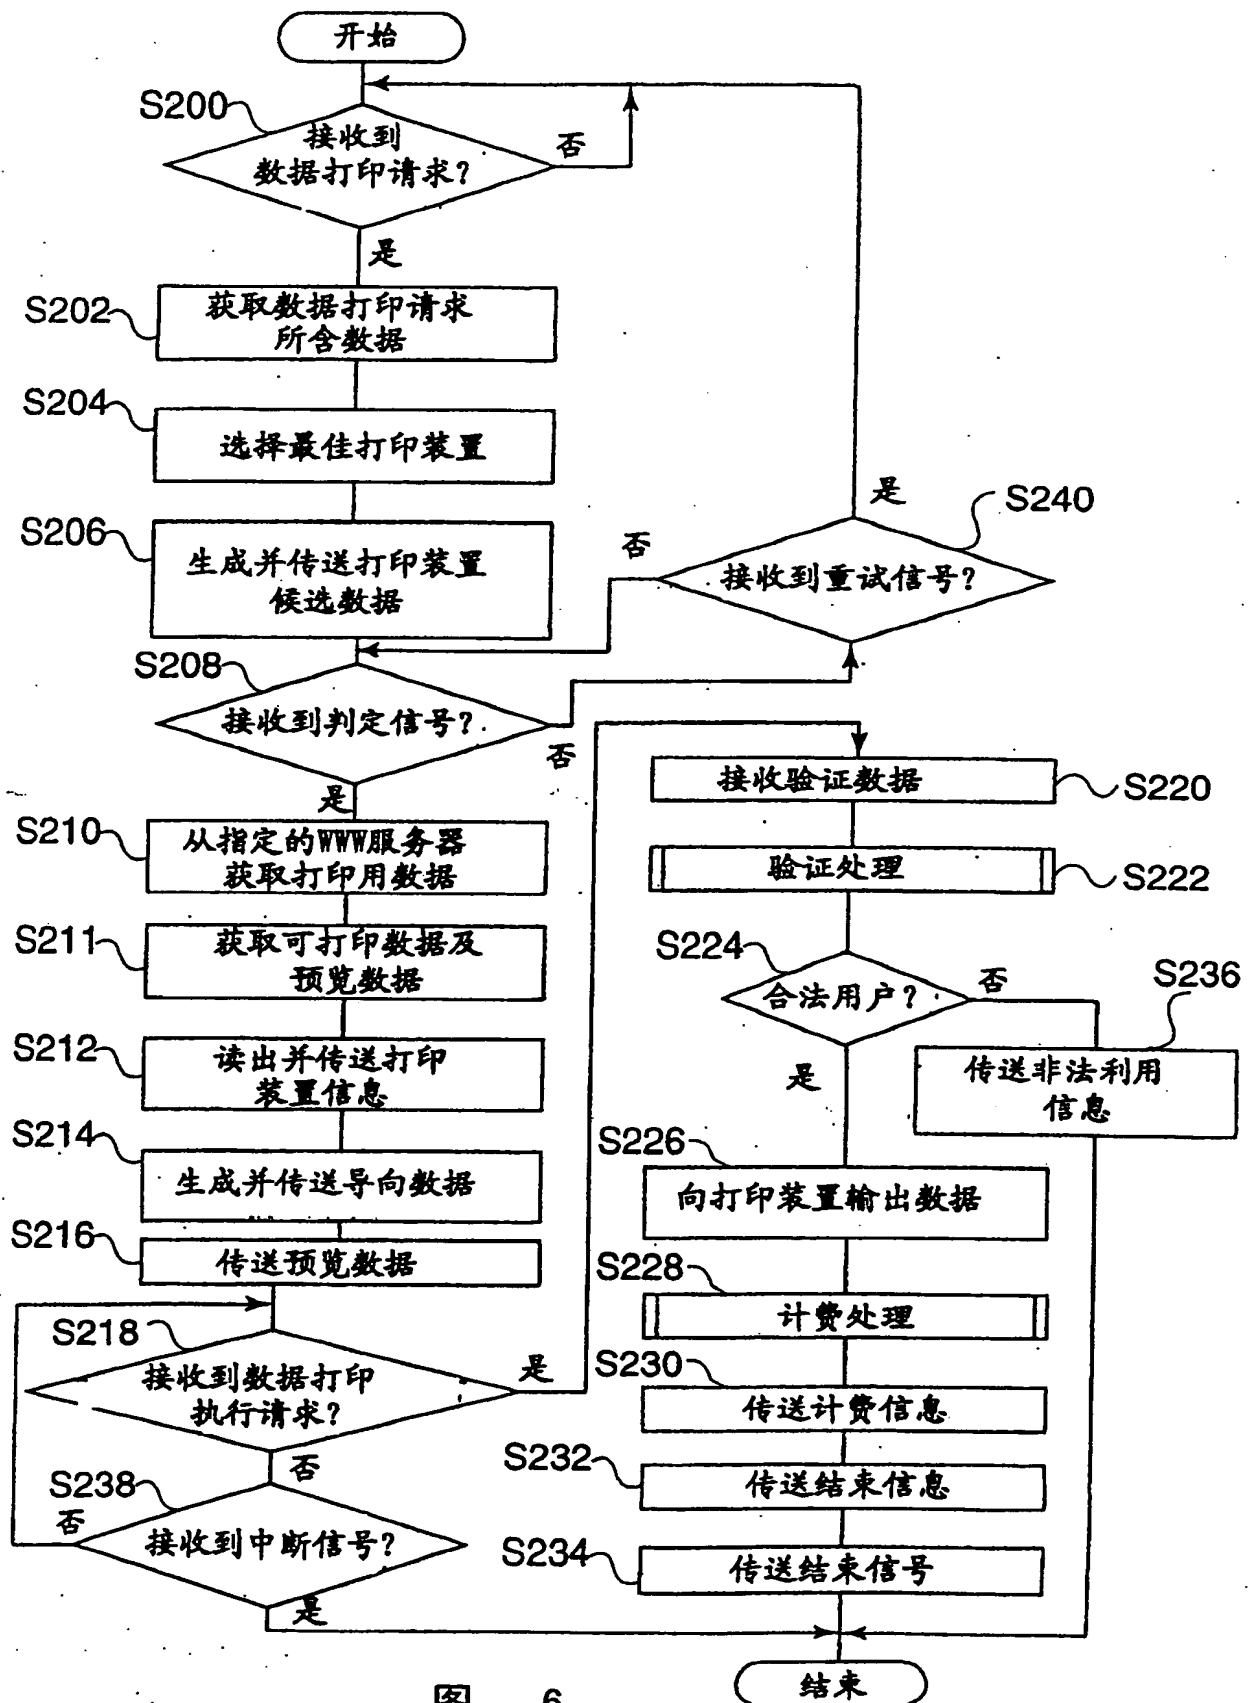 开始
S200
接收到
数据打印请求？
否
是
S202
获取数据打印请求
所含数据
S204
选择最佳打印装置
S206
生成并传送打印装置
候选数据
是
S240
否
接收到重试信号？
S208
接收到判定信号？
否
是
S210
从指定的WWW服务器
获取打印用数据
S211
获取可打印数据及
预览数据
S212
读出并传送打印
装置信息
S214
生成并传送导向数据
S216
传送预览数据
S218
接收到数据打印
执行请求？
是
否
S238
否
接收到中断信号？
是
接收验证数据
S220
验证处理
S222
S224
合法用户？
否
S236
传送非法利用
信息
是
S226
向打印装置输出数据
S228
计费处理
S230
传送计费信息
S232
传送结束信息
S234
传送结束信号
结束
图 6